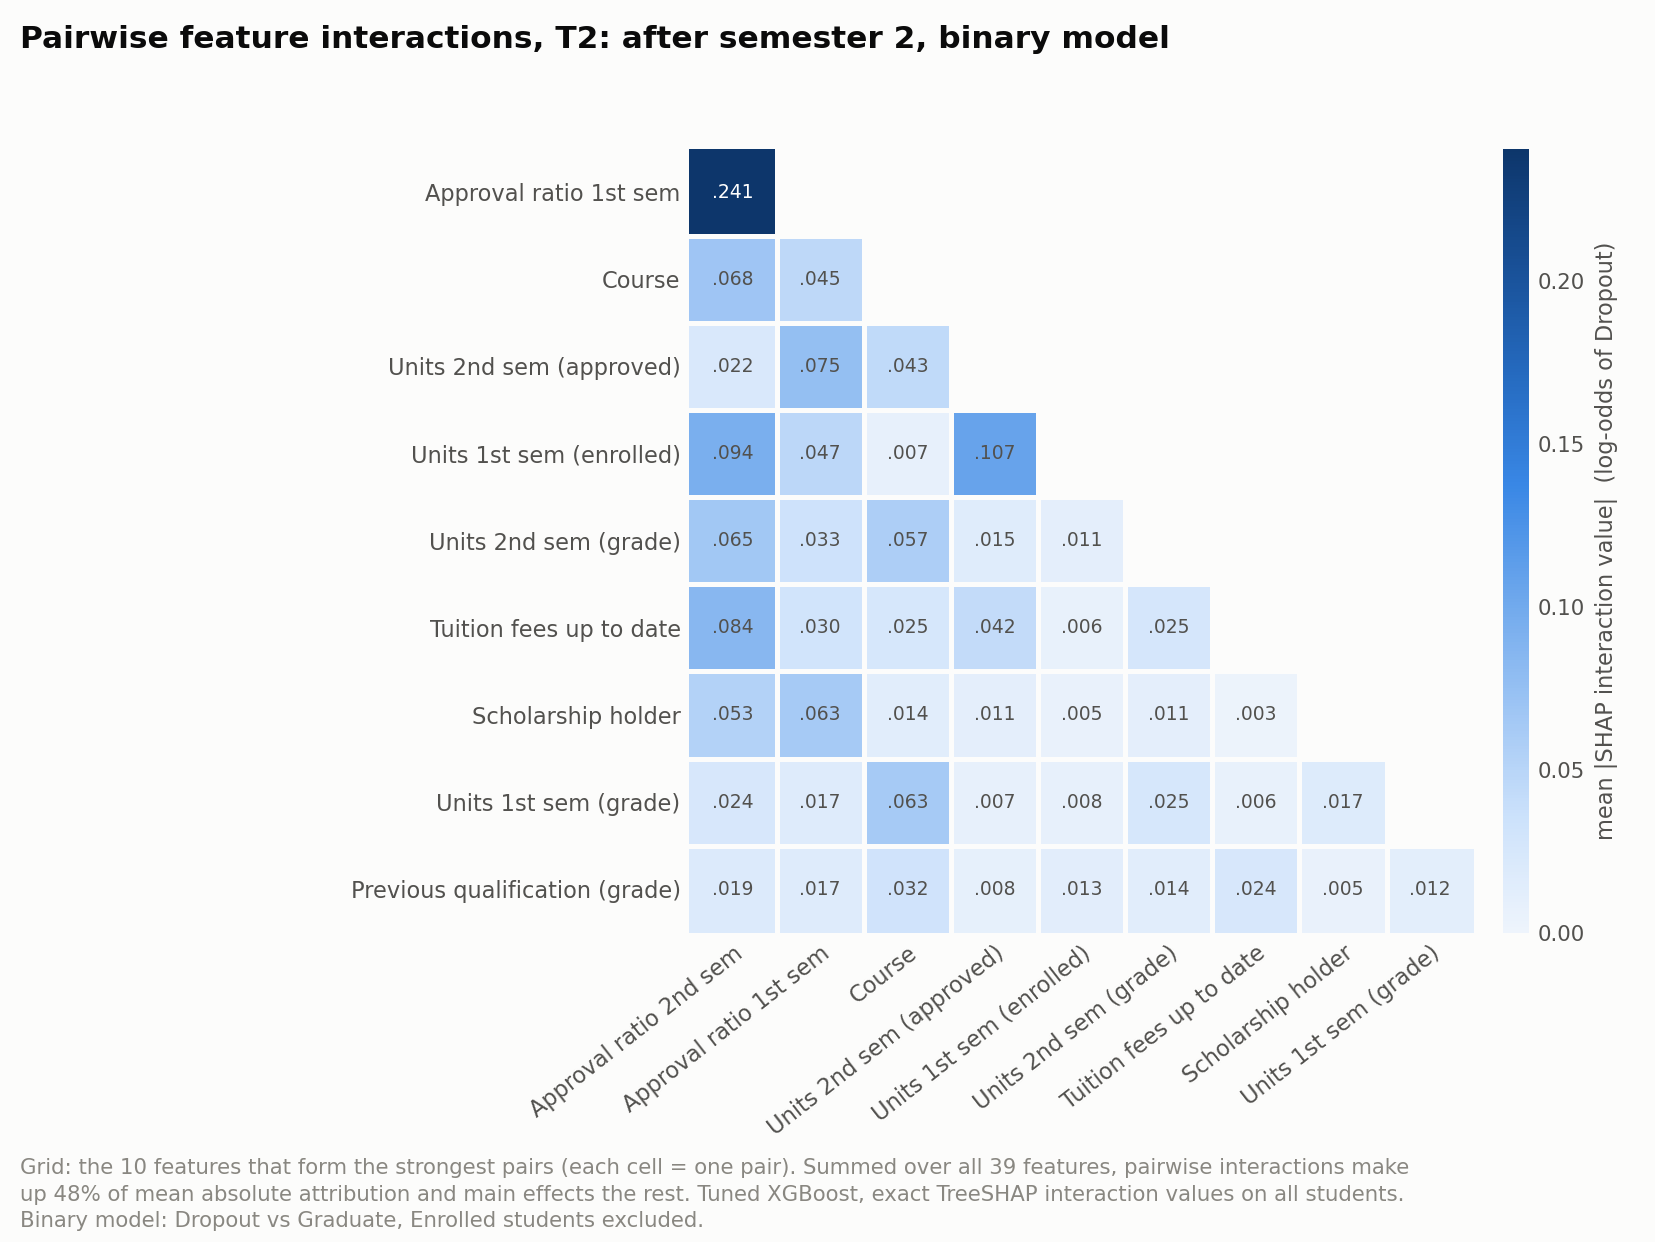 Pairwise feature interactions, T2: after semester 2, binary model
Approval ratio 1st sem .241
Course .068 .045
Units 2nd sem (approved) .022 .075 .043
Units 1st sem (enrolled) .094 .047 .007 .107
Units 2nd sem (grade) .065 .033 .057 .015 .011
Tuition fees up to date .084 .030 .025 .042 .006 .025
Scholarship holder .053 .063 .014 .011 .005 .011 .003
Units 1st sem (grade) .024 .017 .063 .007 .008 .025 .006 .017
Previous qualification (grade) .019 .017 .032 .008 .013 .014 .024 .005 .012
Approval ratio 2nd sem
Approval ratio 1st sem
Course
Units 2nd sem (approved)
Units 1st sem (enrolled)
Units 2nd sem (grade)
Tuition fees up to date
Scholarship holder
Units 1st sem (grade)
0.20
0.15
0.10
0.05
0.00
mean |SHAP interaction value| (log-odds of Dropout)
Grid: the 10 features that form the strongest pairs (each cell = one pair). Summed over all 39 features, pairwise interactions make
up 48% of mean absolute attribution and main effects the rest. Tuned XGBoost, exact TreeSHAP interaction values on all students.
Binary model: Dropout vs Graduate, Enrolled students excluded.